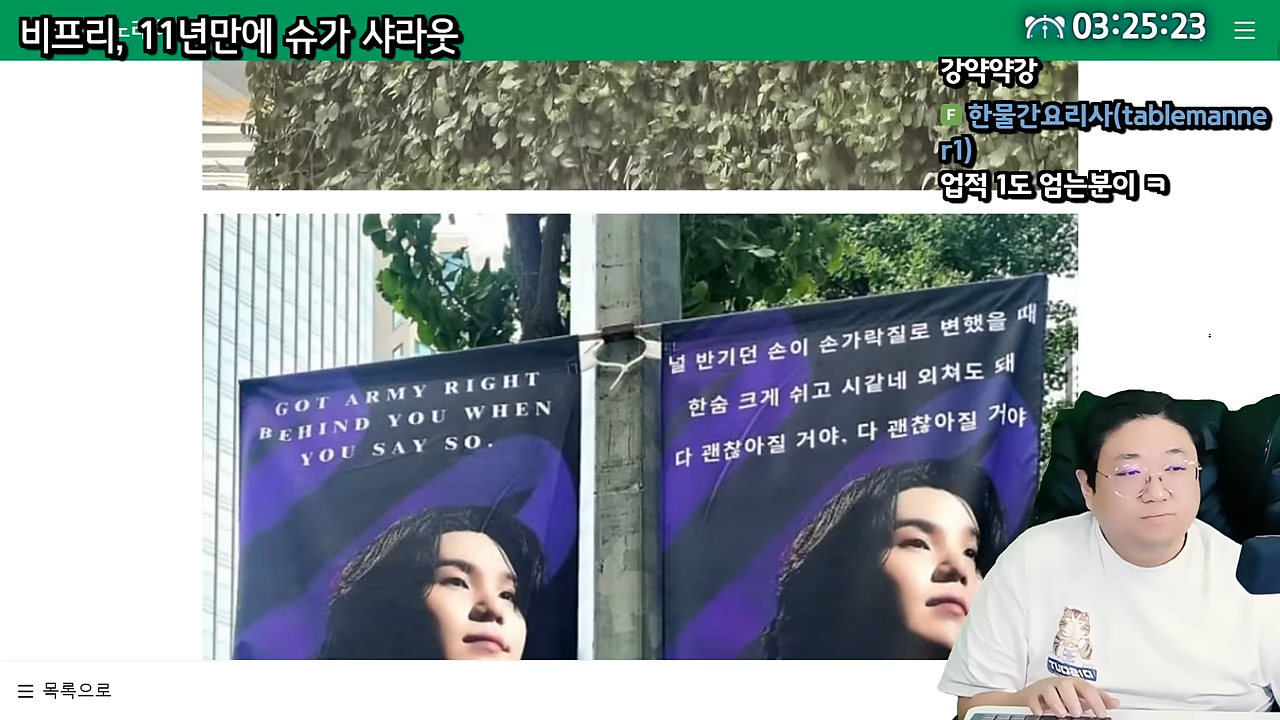 비프리, 11년만에 슈가 샤라웃
03:25:23
강약약강
F 한물간요리사(tablemanne
r1)
업적 1도 엄는분이 ㅋ
GOT ARMY RIGHT
BEHIND YOU WHEN
YOU SAY SO.
널 반기던 손이 손가락질로 변했을 때
한숨 크게 쉬고 시같네 외쳐도 돼
다 괜찮아질 거야, 다 괜찮아질 거야
목록으로